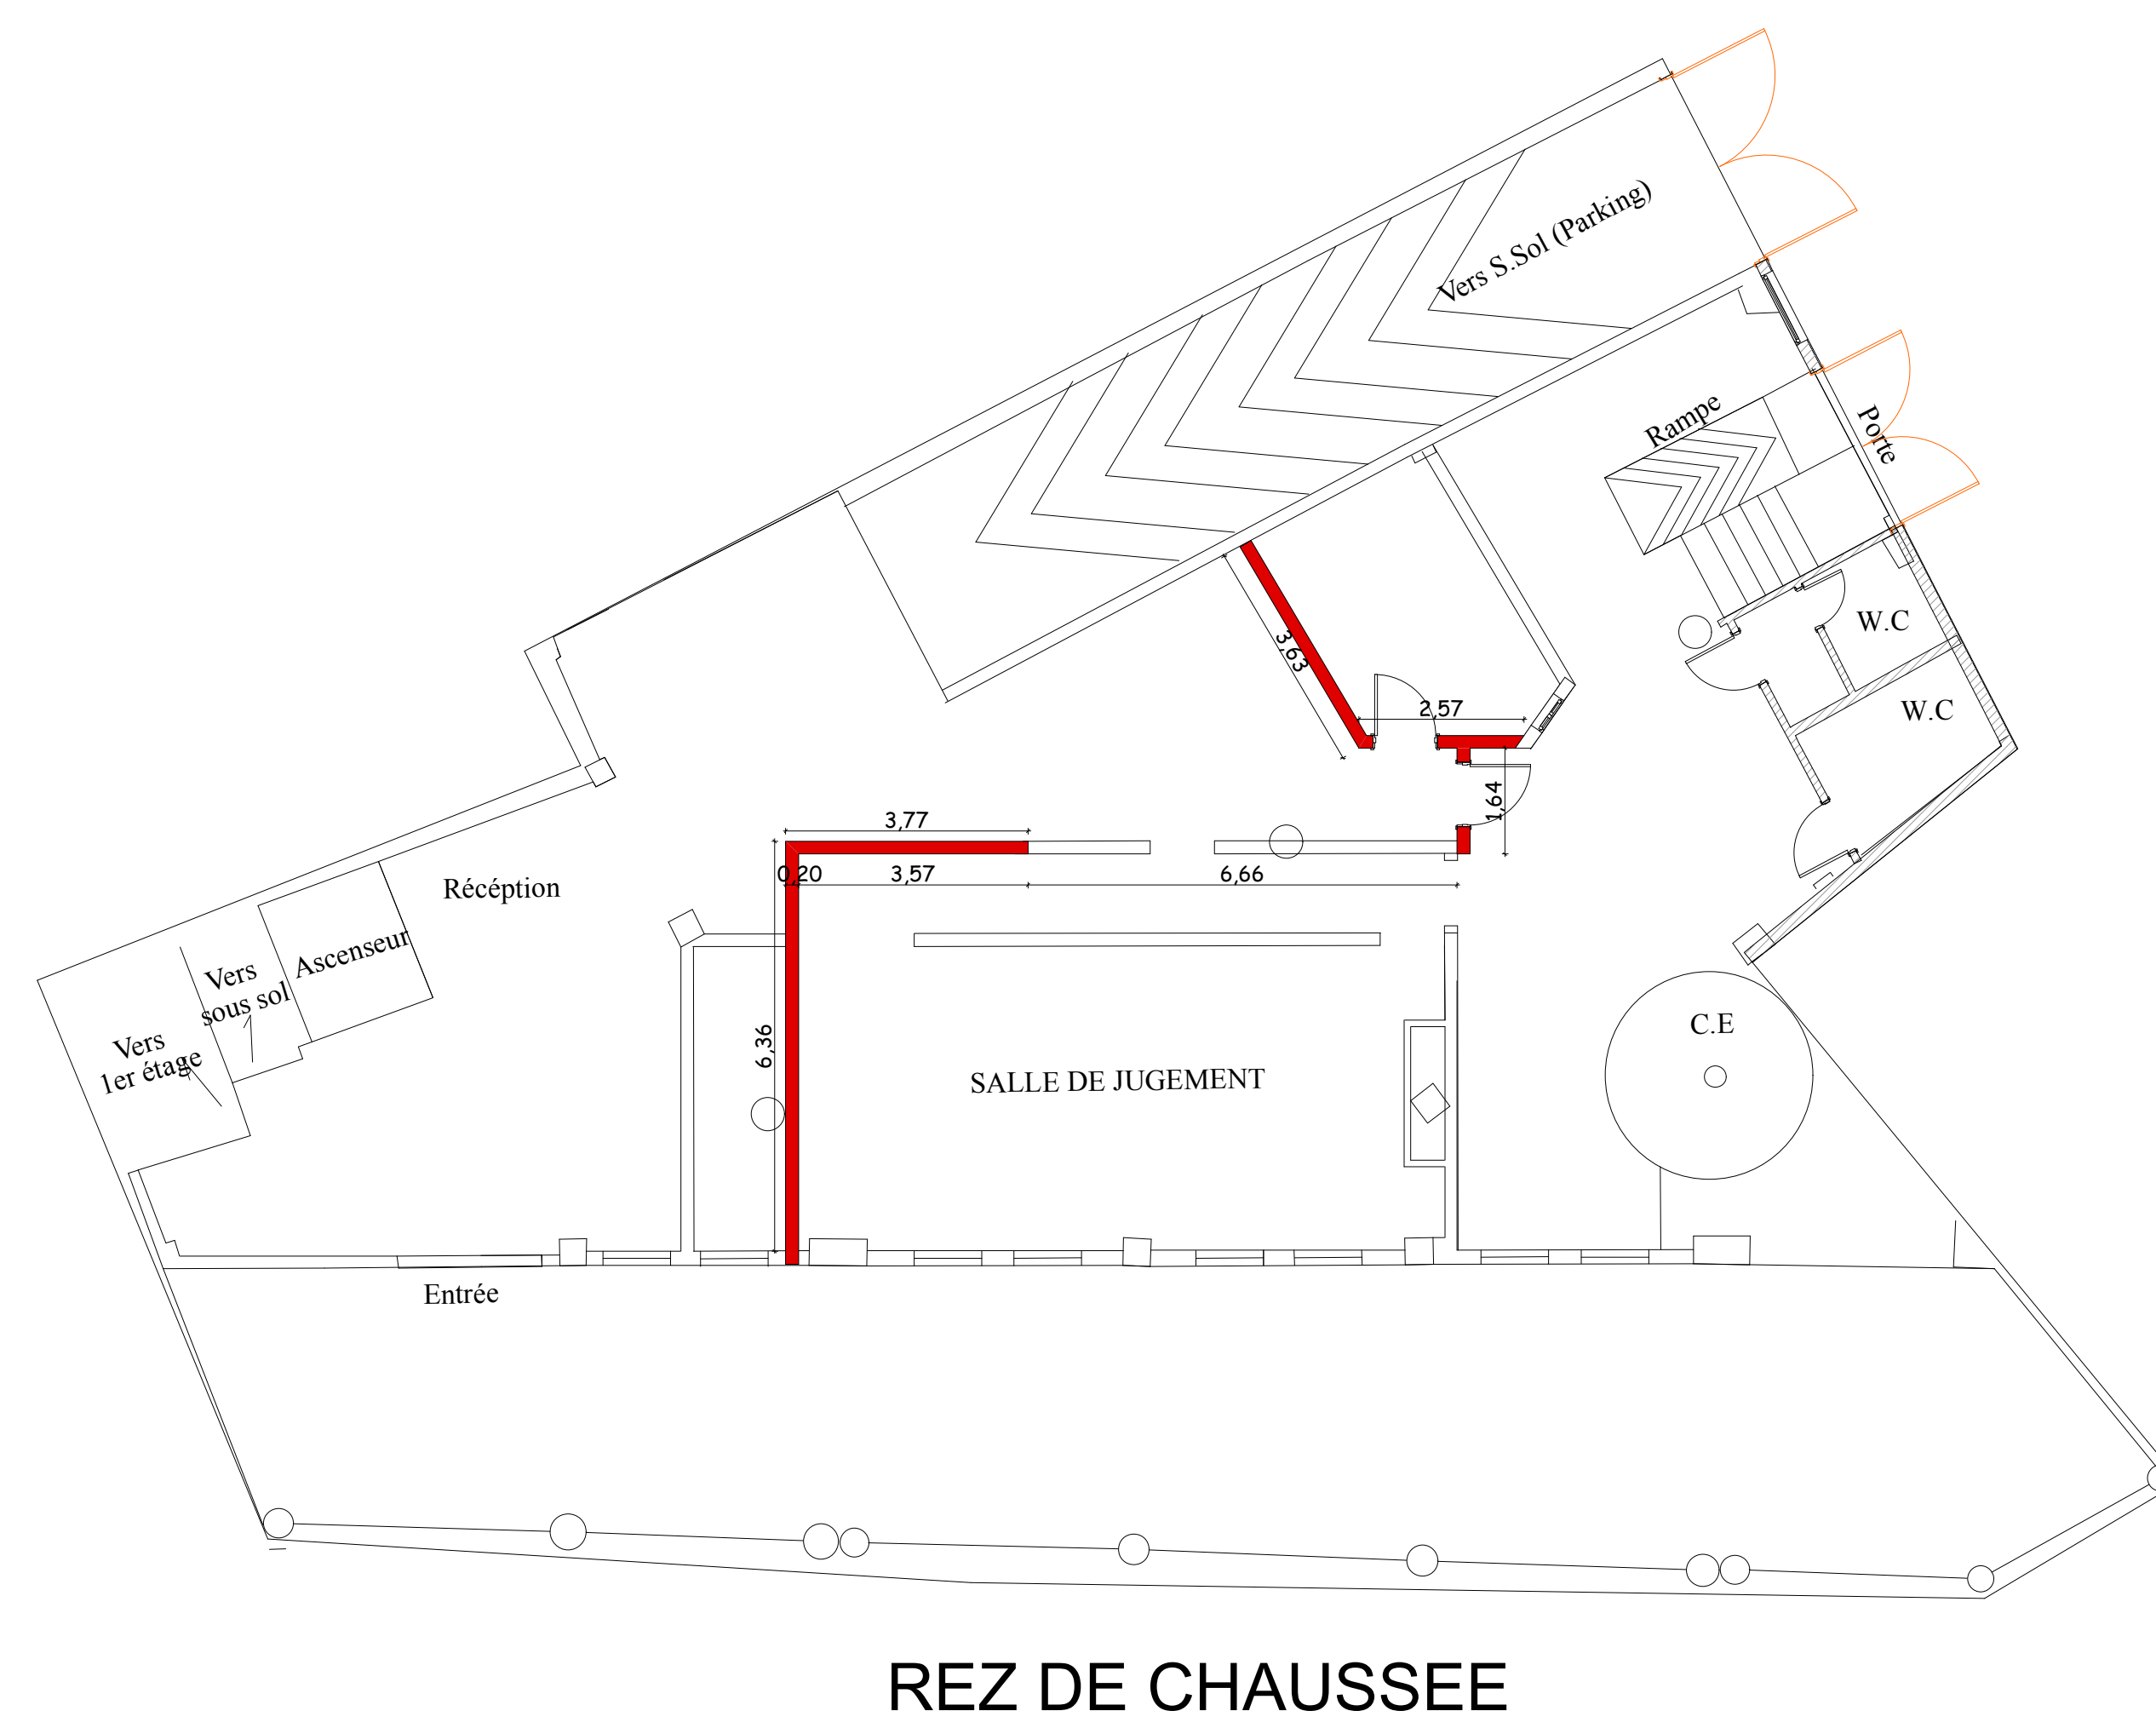 Vers S.Sol (Parking)
Rampe
Porte
W.C
W.C
3,63
2,57
1,64
3,77
0,20
3,57
6,66
Récéption
Ascenseur
Vers
sous sol
Vers
1er étage
6,36
SALLE DE JUGEMENT
C.E
Entrée
REZ DE CHAUSSEE